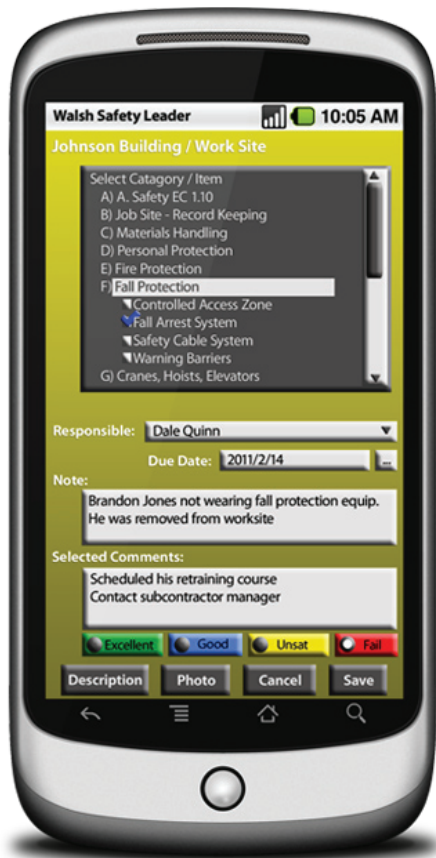 Walsh Safety Leader 10:05 AM
Johnson Building / Work Site
Select Catagory / Item
A) A. Safety EC 1.10
B) Job Site - Record Keeping
C) Materials Handling
D) Personal Protection
E) Fire Protection
F) Fall Protection
Controlled Access Zone
Fall Arrest System
Safety Cable System
Warning Barriers
G) Cranes, Hoists, Elevators
Responsible: Dale Quinn
Due Date: 2011/2/14 ...
Note:
Brandon Jones not wearing fall protection equip.
He was removed from worksite
Selected Comments:
Scheduled his retraining course
Contact subcontractor manager
Excellent Good Unsat Fail
Description Photo Cancel Save